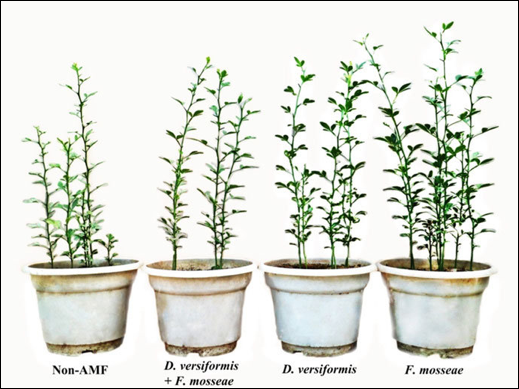 Non-AMF
D. versiformis
+ F. mosseae
D. versiformis
F. mosseae